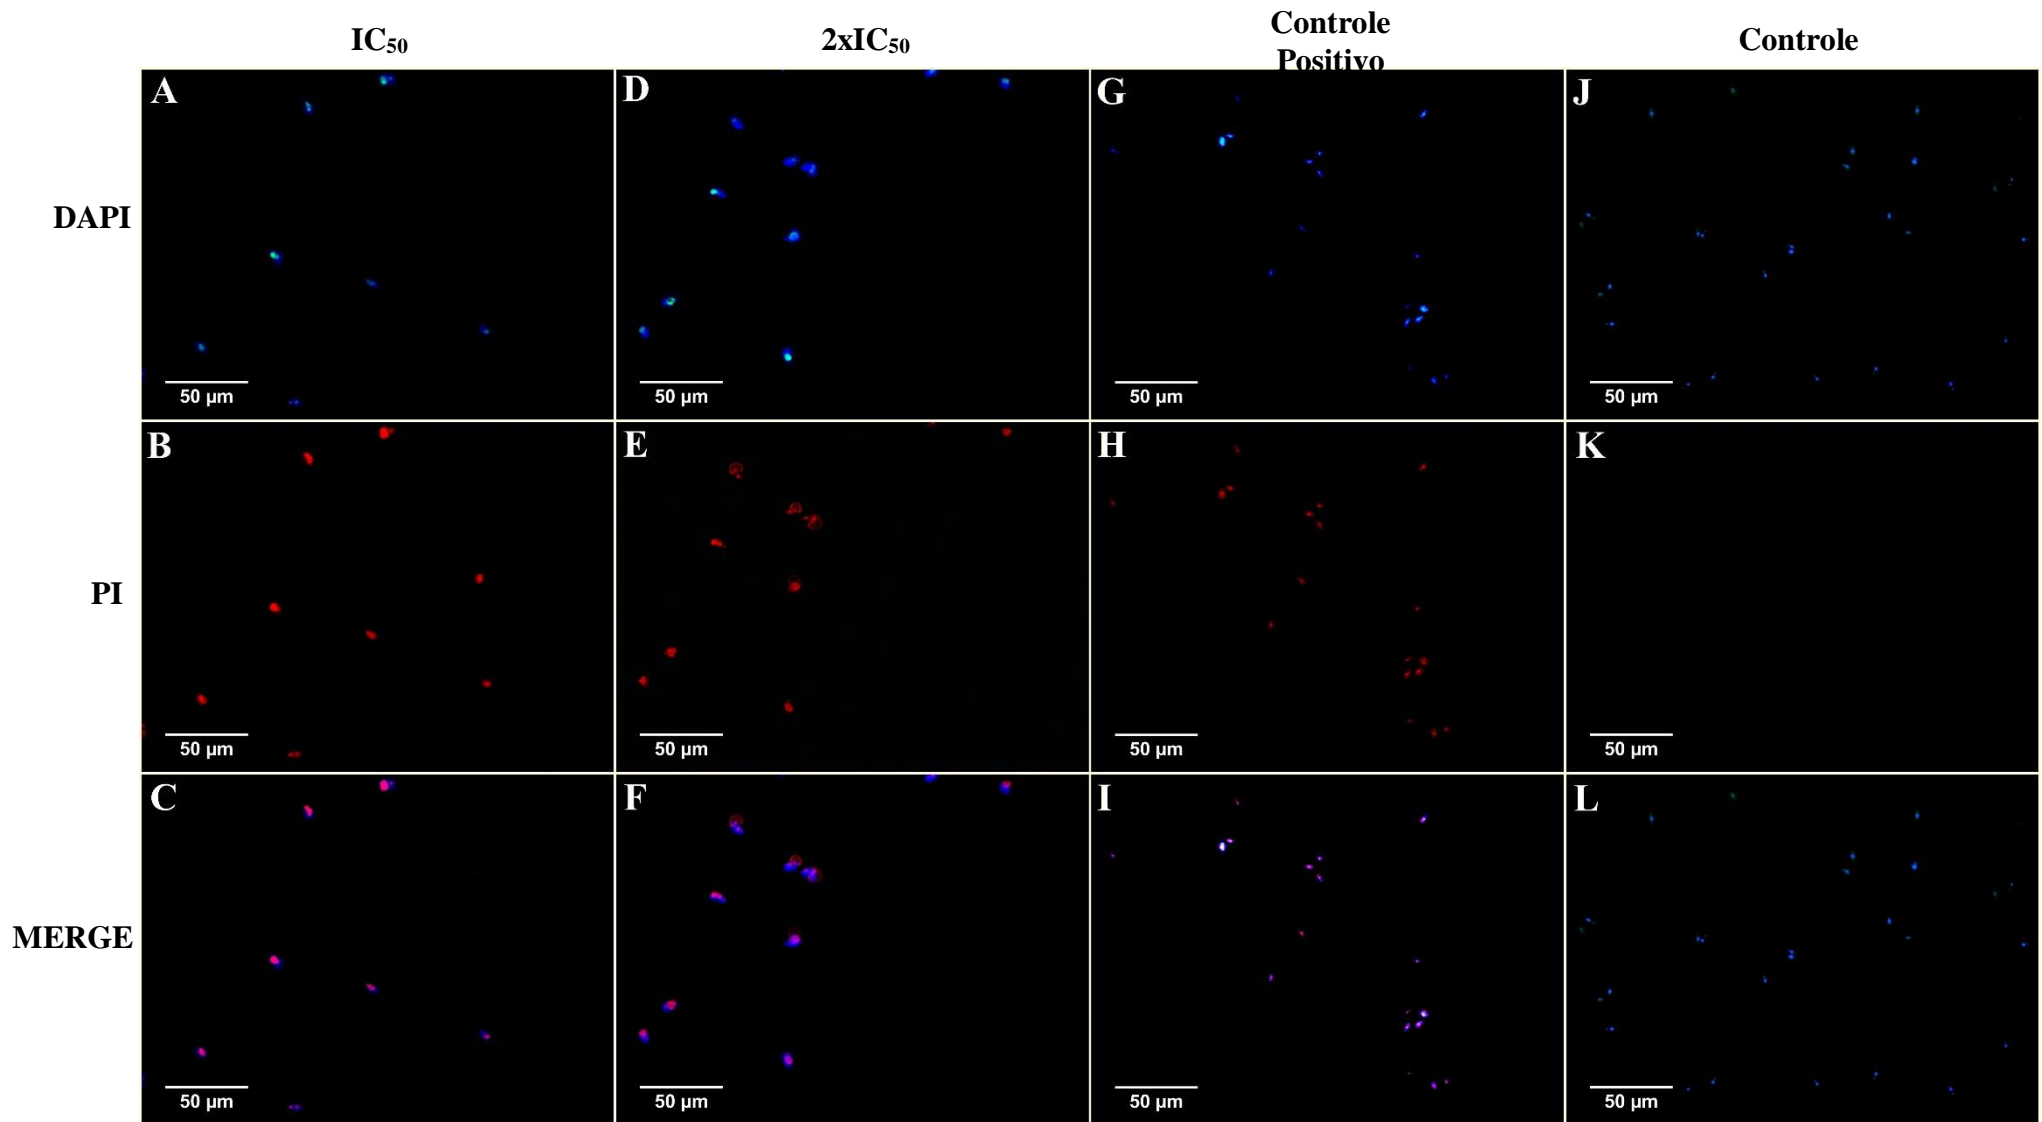 IC₅₀ 2xIC₅₀ Controle Controle
Positivo
A D G J
DAPI
50 µm 50 µm 50 µm 50 µm
B E H K
PI
50 µm 50 µm 50 µm 50 µm
C F I L
MERGE
50 µm 50 µm 50 µm 50 µm